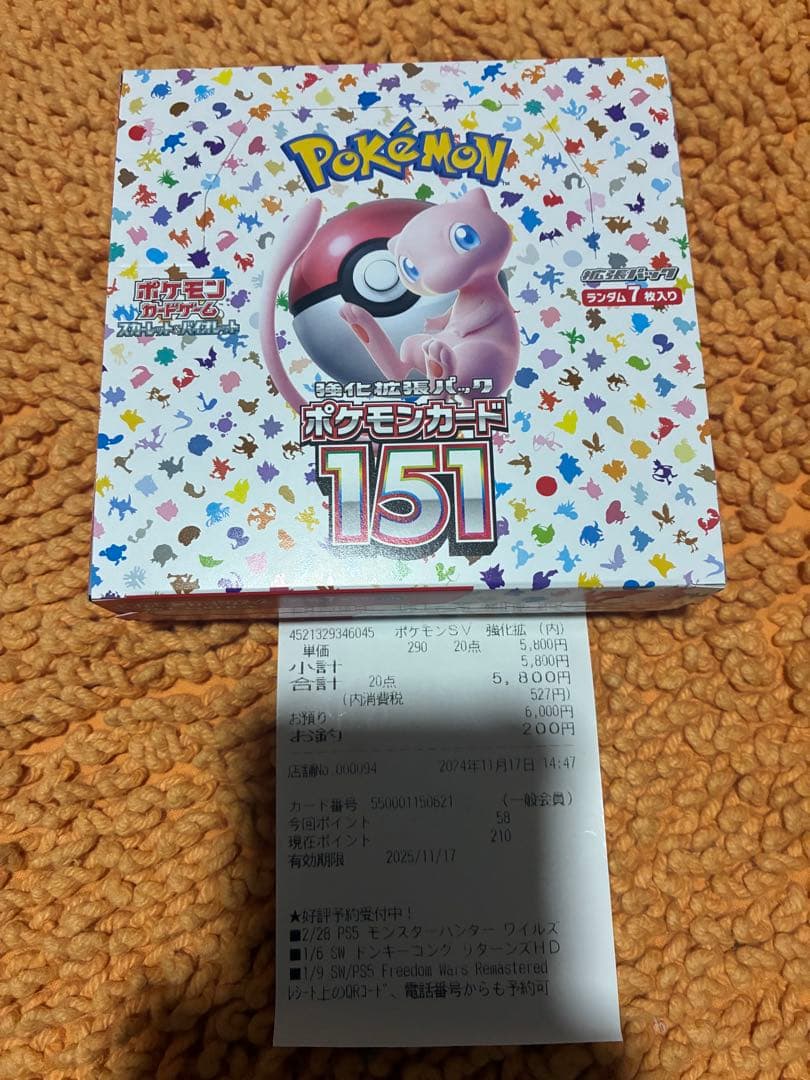 POKéMON
TM
ポケモン
カードゲーム
スカーレット&バイオレット
拡張パック
ランダム7枚入り
強化拡張パック
ポケモンカード
151
4521329346045 ポケモンSV 強化拡 (内)
単価 290 20点 5,800円
小計 5,800円
合計 20点 5,800円
(内消費税 527円)
お預り 6,000円
お釣 200円
店舗No.000094 2024年11月17日 14:47
カード番号 550001150621 (一般会員)
今回ポイント 58
現在ポイント 210
有効期限 2025/11/17
★好評予約受付中!
■2/28 PS5 モンスターハンター ワイルズ
■1/6 SW ドンキーコング リターンズHD
■1/9 SW/PS5 Freedom Wars Remastered
レシート上のQRコード、電話番号からも予約可